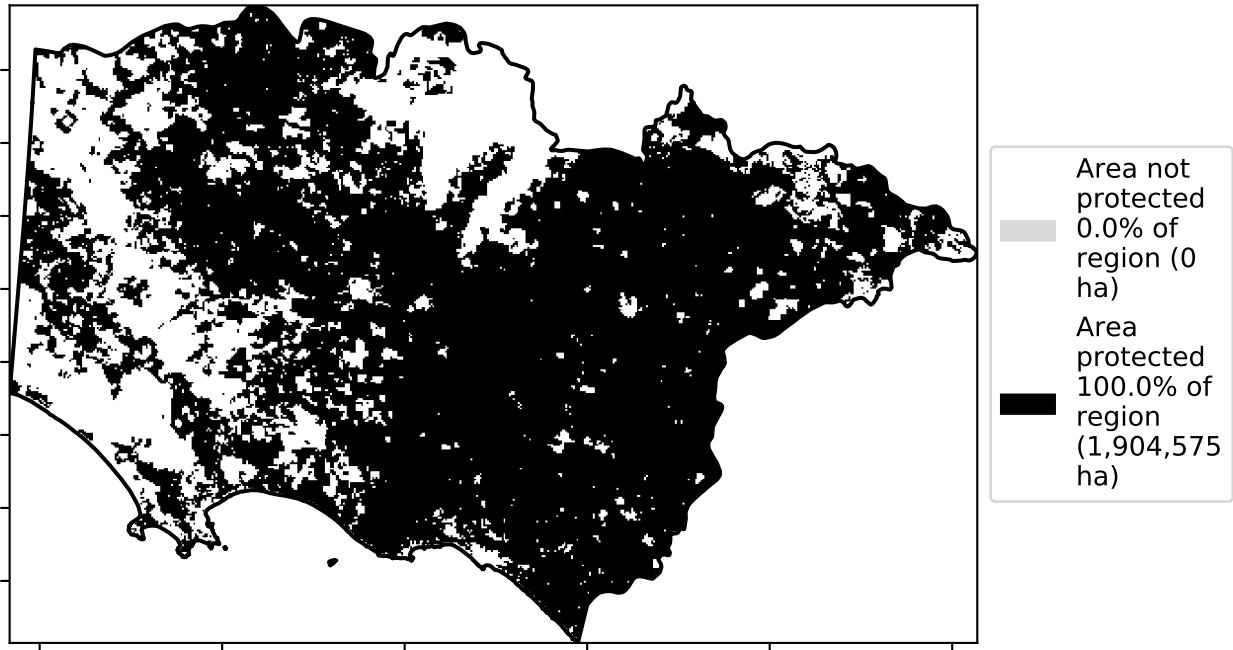 Area not
protected
0.0% of
region (0
ha)
Area
protected
100.0% of
region
(1,904,575
ha)